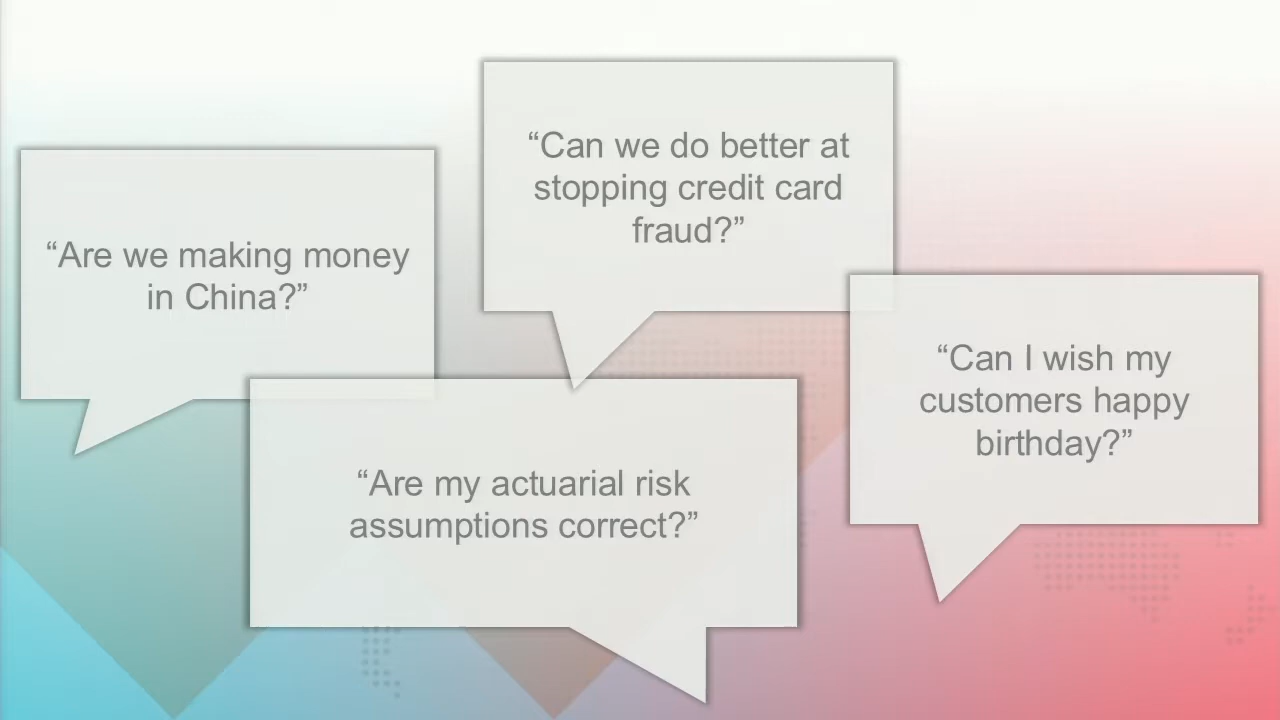 “Are we making money
in China?”
“Can we do better at
stopping credit card
fraud?”
“Are my actuarial risk
assumptions correct?”
“Can I wish my
customers happy
birthday?”